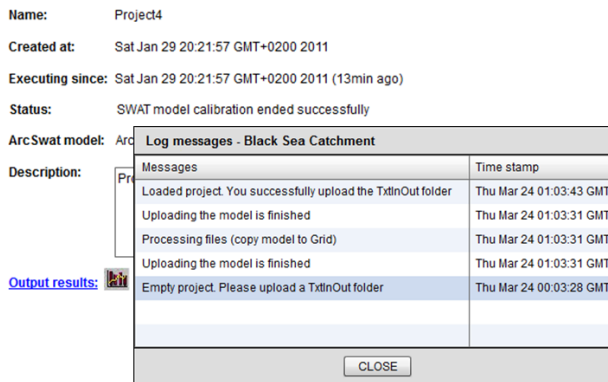 Name: Project4
Created at: Sat Jan 29 20:21:57 GMT+0200 2011
Executing since: Sat Jan 29 20:21:57 GMT+0200 2011 (13min ago)
Status: SWAT model calibration ended successfully
ArcSwat model: Arc
Description: Pro
Output results:
Log messages - Black Sea Catchment
Messages Time stamp
Loaded project. You successfully upload the TxtInOut folder Thu Mar 24 01:03:43 GMT
Uploading the model is finished Thu Mar 24 01:03:31 GMT
Processing files (copy model to Grid) Thu Mar 24 01:03:31 GMT
Uploading the model is finished Thu Mar 24 01:03:31 GMT
Empty project. Please upload a TxtInOut folder Thu Mar 24 00:03:28 GMT
CLOSE